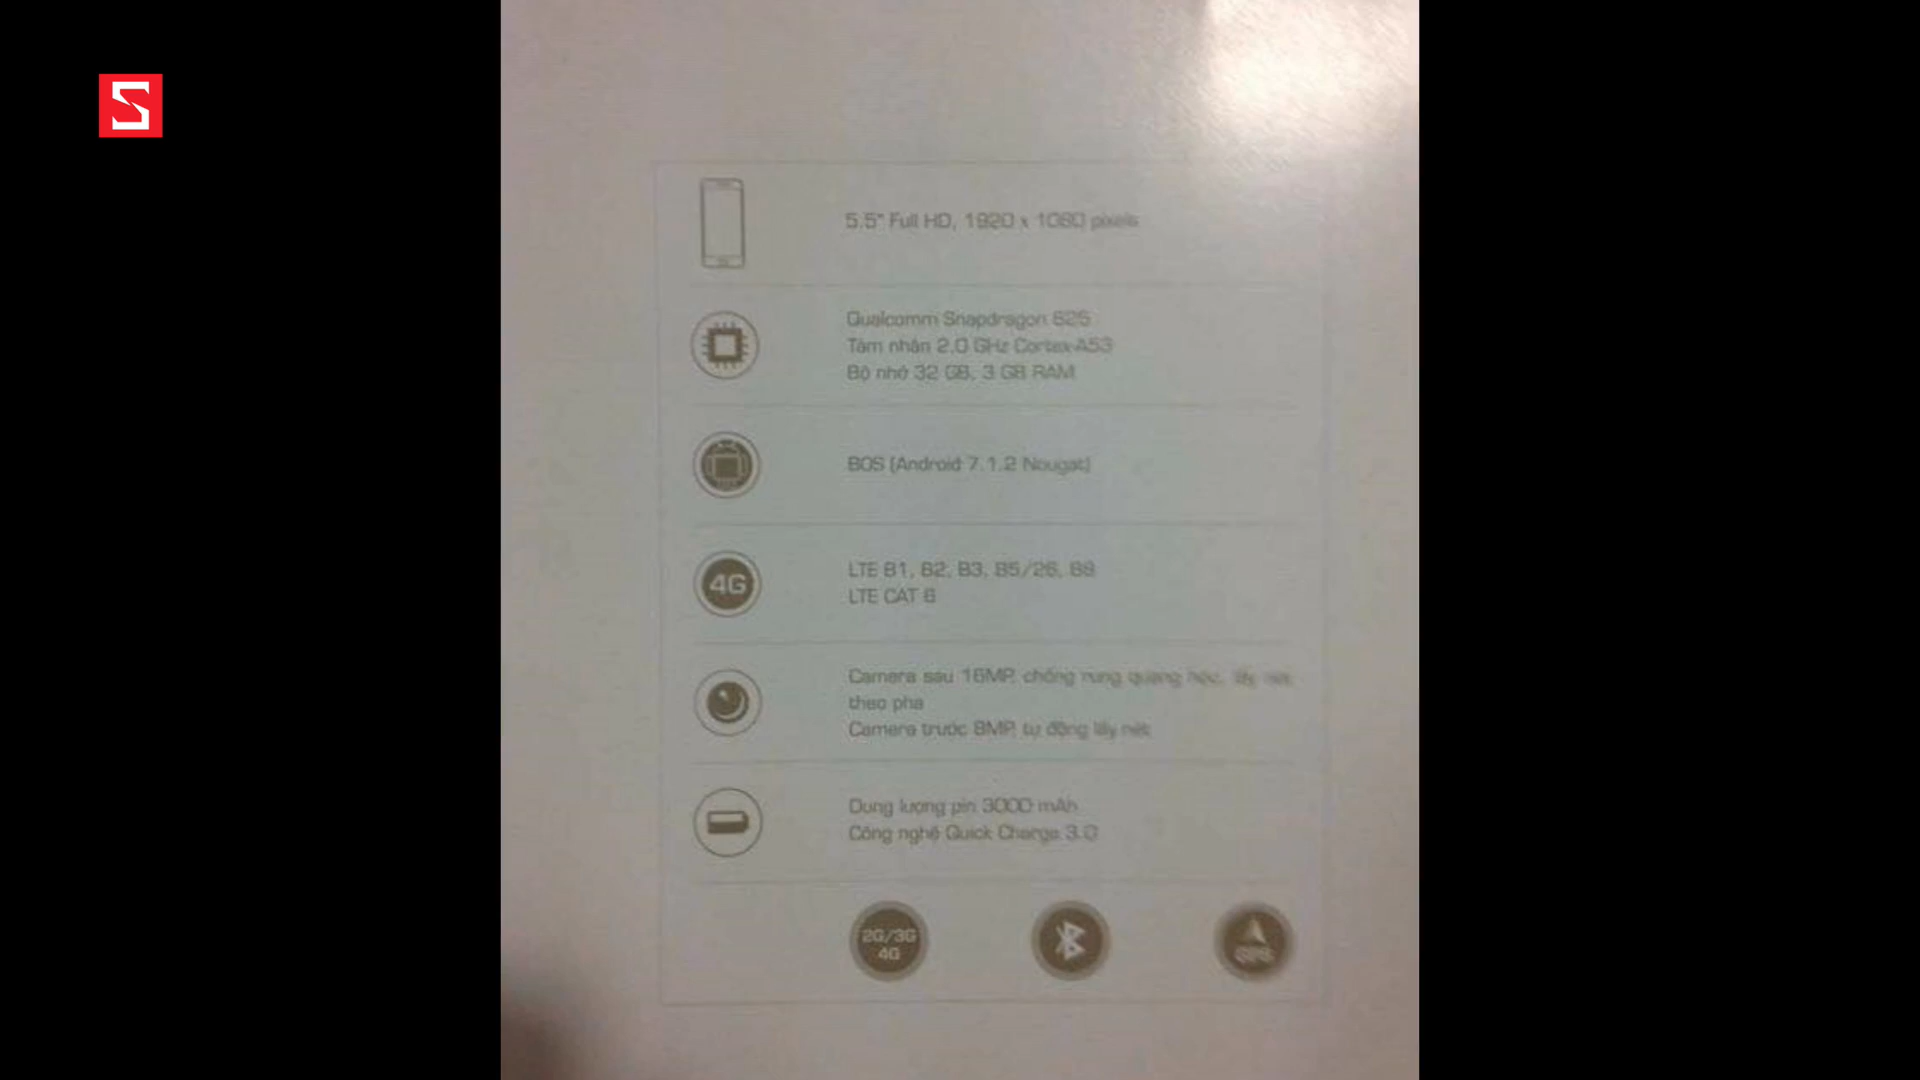 5.5" Full HD, 1920 x 1080 pixels
Qualcomm Snapdragon 625
Tám nhân 2.0 GHz Cortex-A53
Bộ nhớ 32 GB, 3 GB RAM
BOS (Android 7.1.2 Nougat)
4G
LTE B1, B2, B3, B5/26, B8
LTE CAT 6
Camera sau 16MP, chống rung quang học, lấy nét
theo pha
Camera trước 8MP, tự động lấy nét
Dung lượng pin 3000 mAh
Công nghệ Quick Charge 3.0
2G/3G
4G
GPS